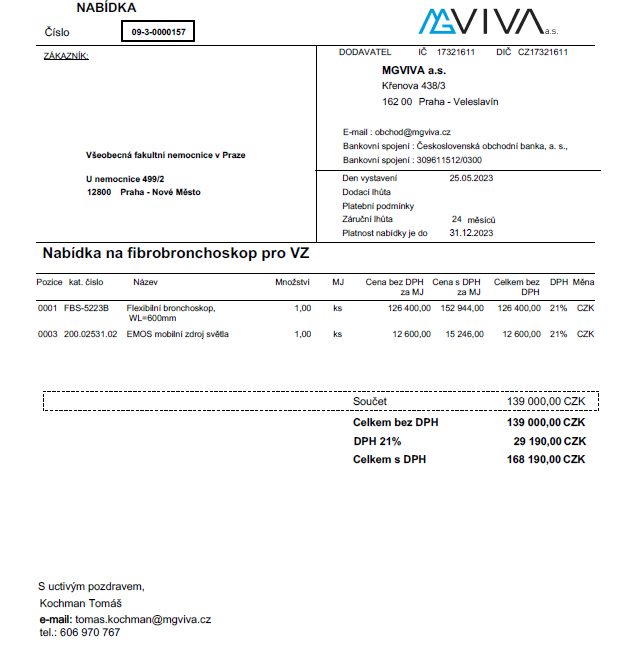 NABÍDKA
Číslo 09-3-0000157
MGVIVA a.s.
ZÁKAZNÍK:
DODAVATEL IČ 17321611 DIČ CZ17321611
MGVIVA a.s.
Křenova 438/3
162 00 Praha - Veleslavín
E-mail : obchod@mgviva.cz
Bankovní spojení : Československá obchodní banka, a. s.,
Bankovní spojení : 309611512/0300
Všeobecná fakultní nemocnice v Praze
U nemocnice 499/2
12800 Praha - Nové Město
Den vystavení 25.05.2023
Dodací lhůta
Platební podmínky
Záruční lhůta 24 měsíců
Platnost nabídky je do 31.12.2023
Nabídka na fibrobronchoskop pro VZ
Pozice kat. číslo Název Množství MJ Cena bez DPH Cena s DPH Celkem bez DPH Měna
za MJ za MJ DPH
0001 FBS-5223B Flexibilní bronchoskop, 1,00 ks 126 400,00 152 944,00 126 400,00 21% CZK
WL=600mm
0003 200.02531.02 EMOS mobilní zdroj světla 1,00 ks 12 600,00 15 246,00 12 600,00 21% CZK
Součet 139 000,00 CZK
Celkem bez DPH 139 000,00 CZK
DPH 21% 29 190,00 CZK
Celkem s DPH 168 190,00 CZK
S uctivým pozdravem,
Kochman Tomáš
e-mail: tomas.kochman@mgviva.cz
tel.: 606 970 767